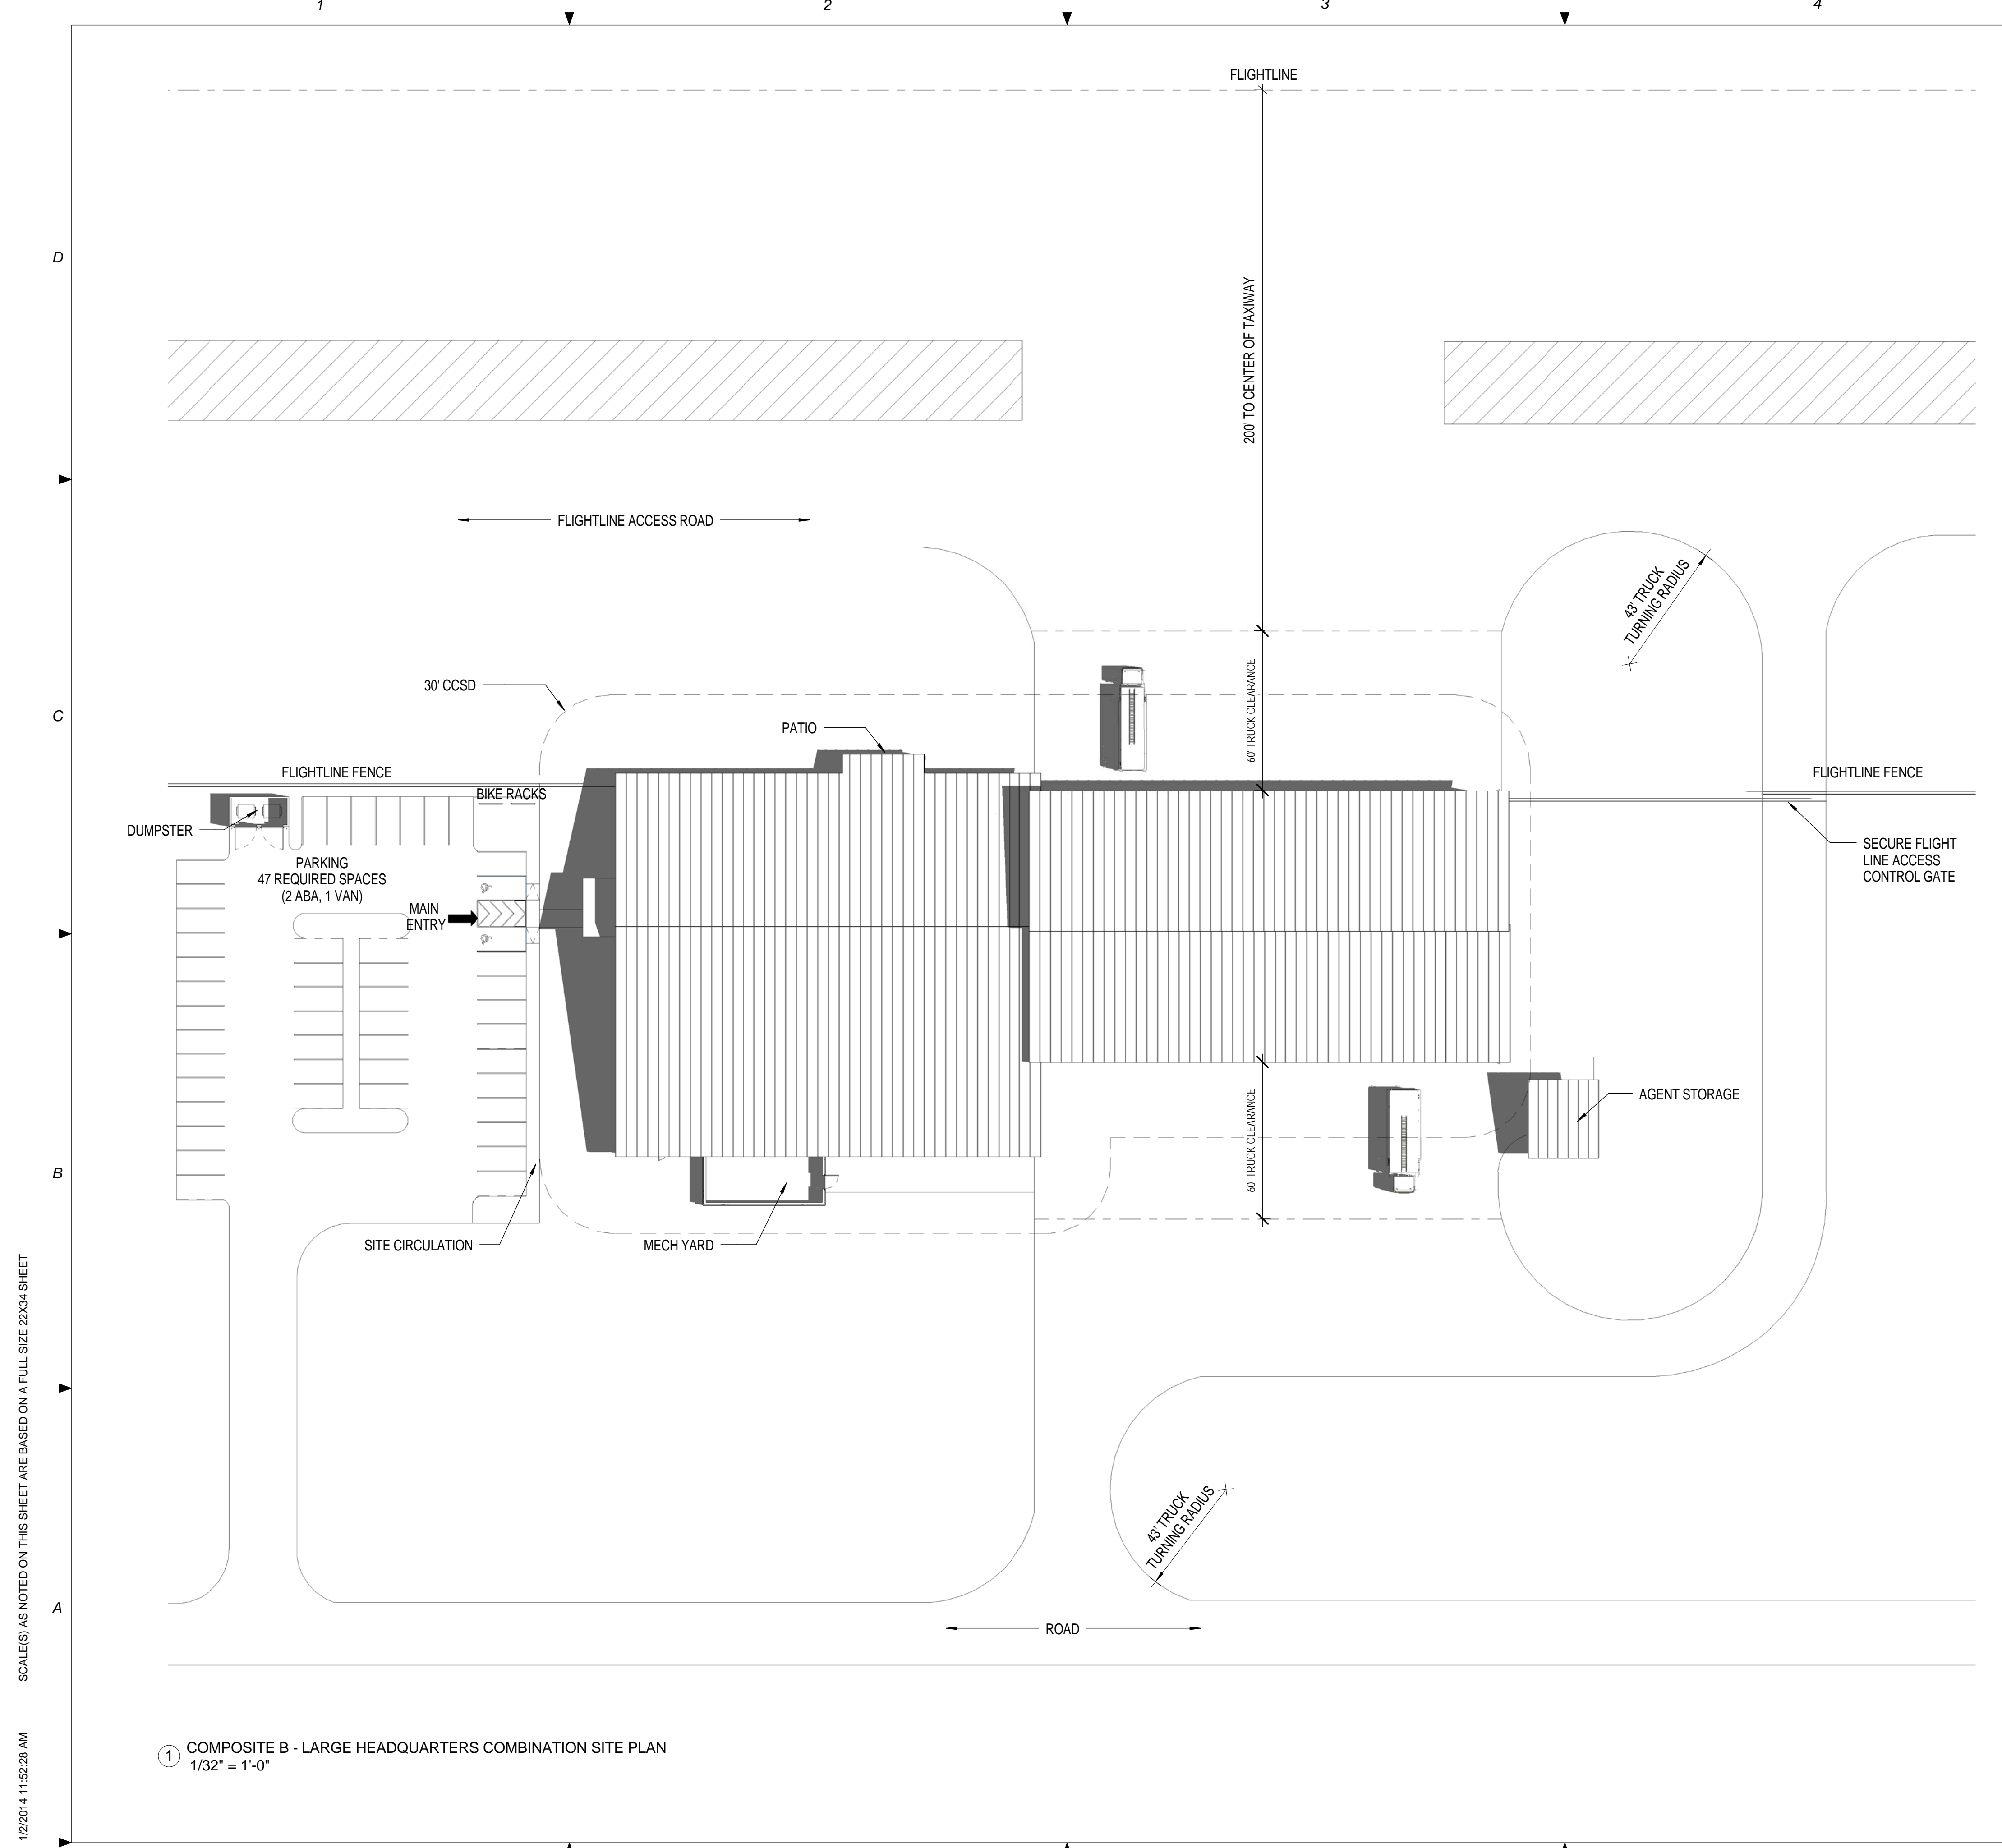 1
2
3
4
FLIGHTLINE
D
200' TO CENTER OF TAXIWAY
FLIGHTLINE ACCESS ROAD
43' TRUCK
TURNING RADIUS
30' CCSD
60' TRUCK CLEARANCE
C
PATIO
FLIGHTLINE FENCE
FLIGHTLINE FENCE
BIKE RACKS
DUMPSTER
SECURE FLIGHT
LINE ACCESS
CONTROL GATE
PARKING
47 REQUIRED SPACES
(2 ABA, 1 VAN)
MAIN
ENTRY
AGENT STORAGE
60' TRUCK CLEARANCE
B
SITE CIRCULATION
MECH YARD
43' TRUCK
TURNING RADIUS
A
ROAD
1
COMPOSITE B - LARGE HEADQUARTERS COMBINATION SITE PLAN
1/32" = 1'-0"
SCALE(S) AS NOTED ON THIS SHEET ARE BASED ON A FULL SIZE 22X34 SHEET
1/2/2014 11:52:28 AM